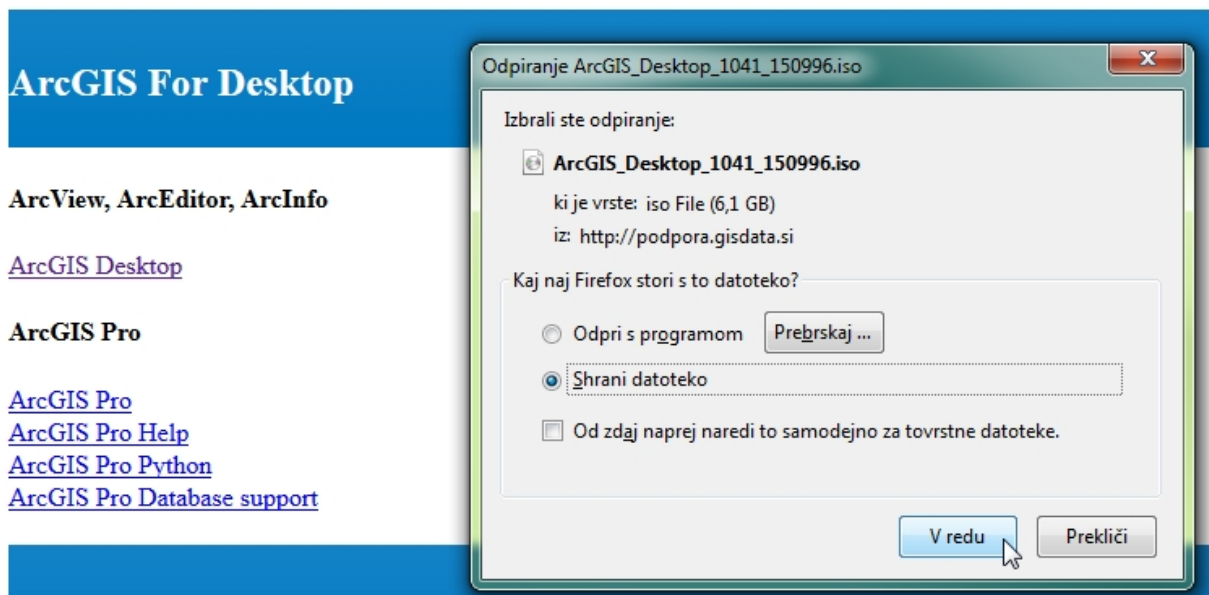 ArcGIS For Desktop
ArcView, ArcEditor, ArcInfo
ArcGIS Desktop
ArcGIS Pro
ArcGIS Pro
ArcGIS Pro Help
ArcGIS Pro Python
ArcGIS Pro Database support
Odpiranje ArcGIS_Desktop_1041_150996.iso
Izbrali ste odpiranje:
ArcGIS_Desktop_1041_150996.iso
ki je vrste: iso File (6,1 GB)
iz: http://podpora.gisdata.si
Kaj naj Firefox stori s to datoteko?
Odpri s programom Prebrskaj ...
Shrani datoteko
Od zdaj naprej naredi to samodejno za tovrstne datoteke.
V redu Prekliči